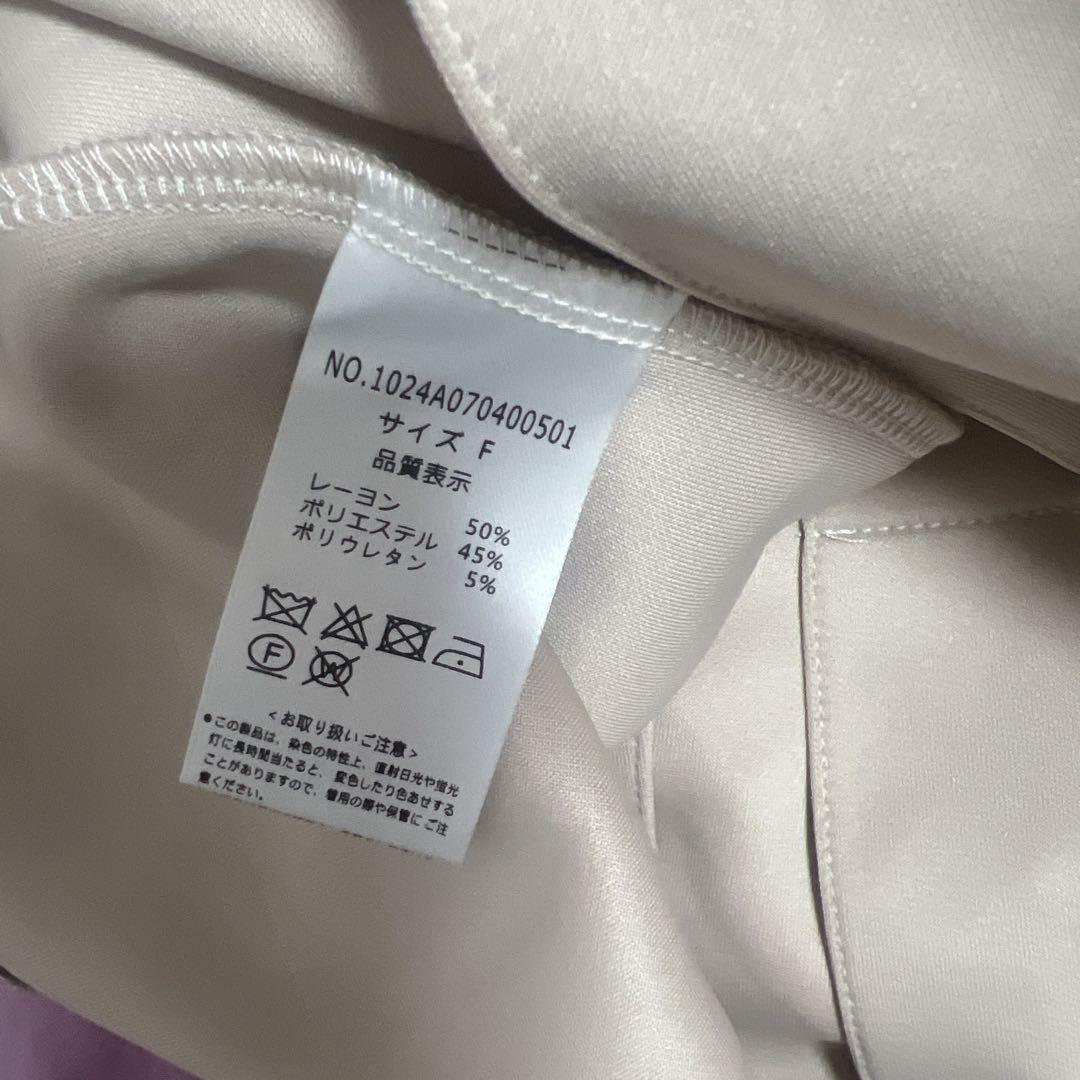 NO.1024A070400501
サイズ F
品質表示
レーヨン 50%
ポリエステル 45%
ポリウレタン 5%
F W
<お取り扱いご注意>
●この製品は、染色の特性上、直射日光や蛍光
灯に長時間当たると、変色したり色あせする
ことがありますので、着用の際や保管にご注
意ください。